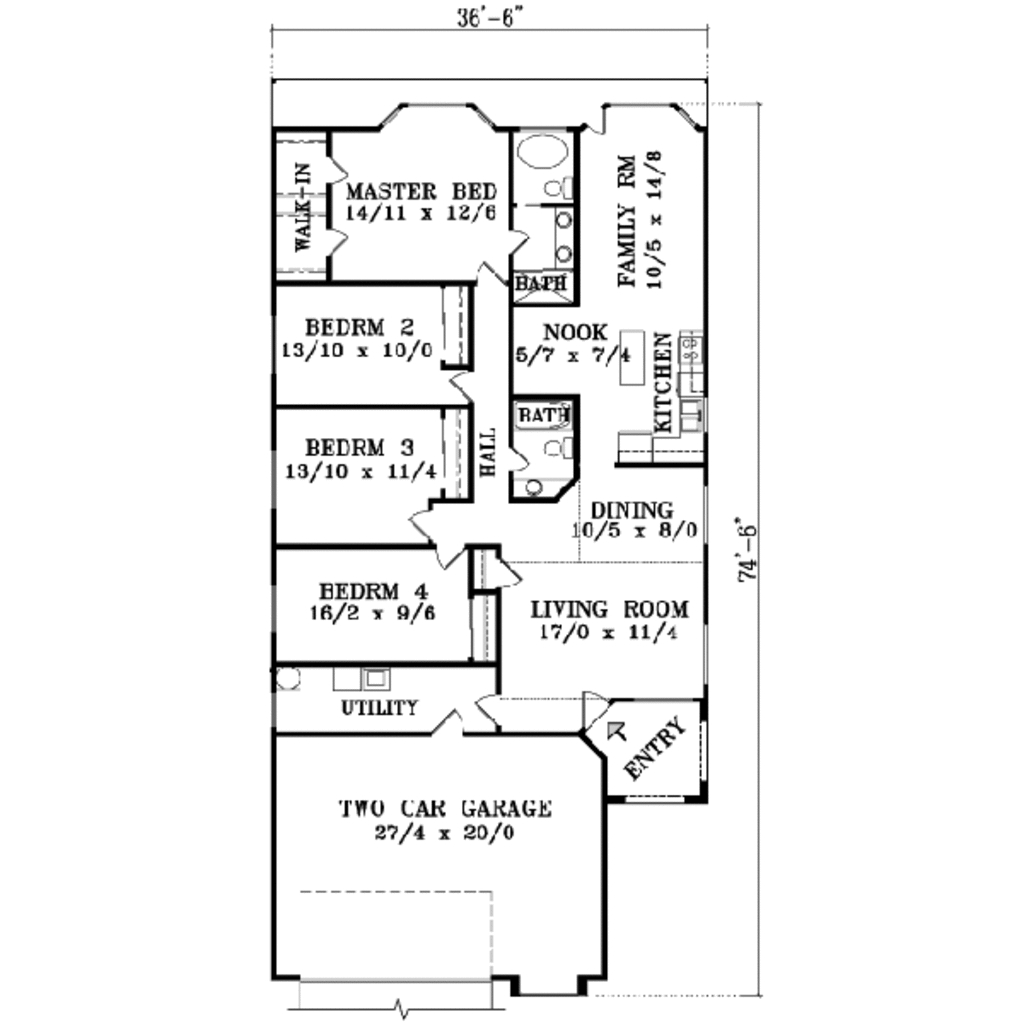 36'-6"
WALK-IN
MASTER BED
14/11 x 12/6
BATH
FAMILY RM
10/5 x 14/8
BEDRM 2
13/10 x 10/0
NOOK
5/7 x 7/4
KITCHEN
BEDRM 3
13/10 x 11/4
HALL
BATH
DINING
10/5 x 8/0
74'-6"
BEDRM 4
16/2 x 9/6
LIVING ROOM
17/0 x 11/4
UTILITY
ENTRY
TWO CAR GARAGE
27/4 x 20/0